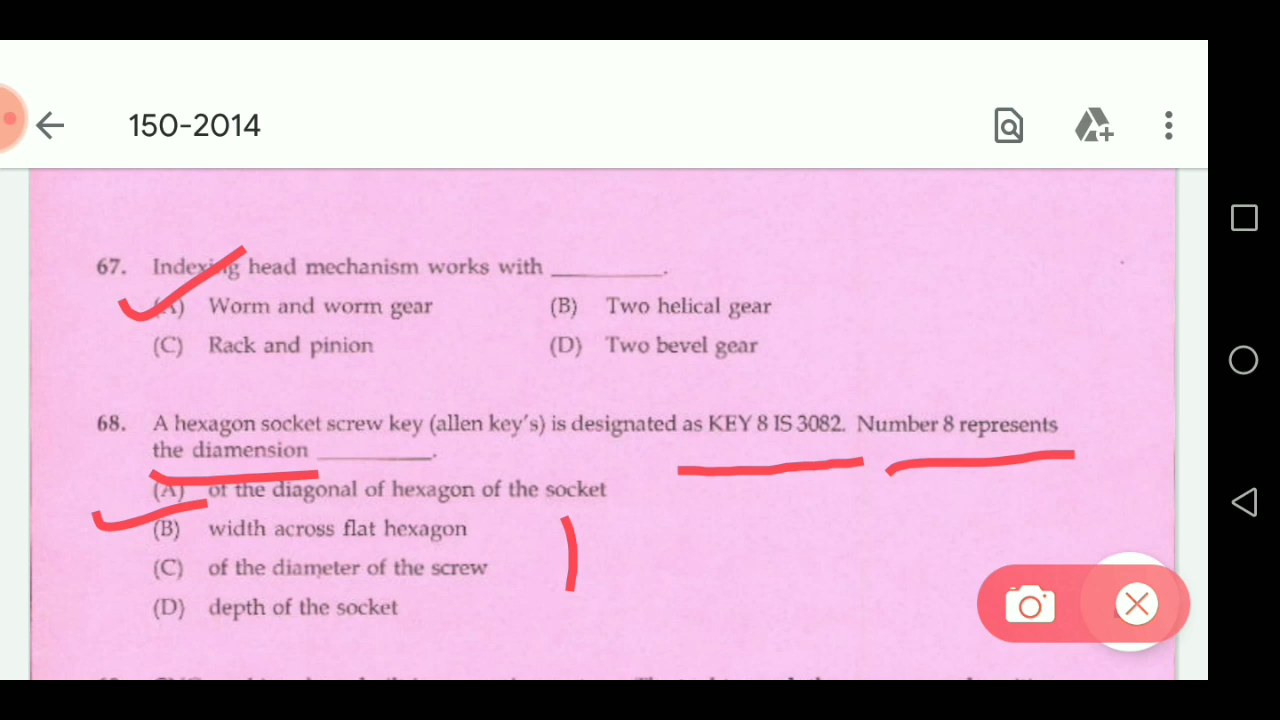 150-2014
67. Indexing head mechanism works with __________.
(A) Worm and worm gear (B) Two helical gear
(C) Rack and pinion (D) Two bevel gear
68. A hexagon socket screw key (allen key's) is designated as KEY 8 IS 3082. Number 8 represents
the diamension __________.
(A) of the diagonal of hexagon of the socket
(B) width across flat hexagon
(C) of the diameter of the screw
(D) depth of the socket